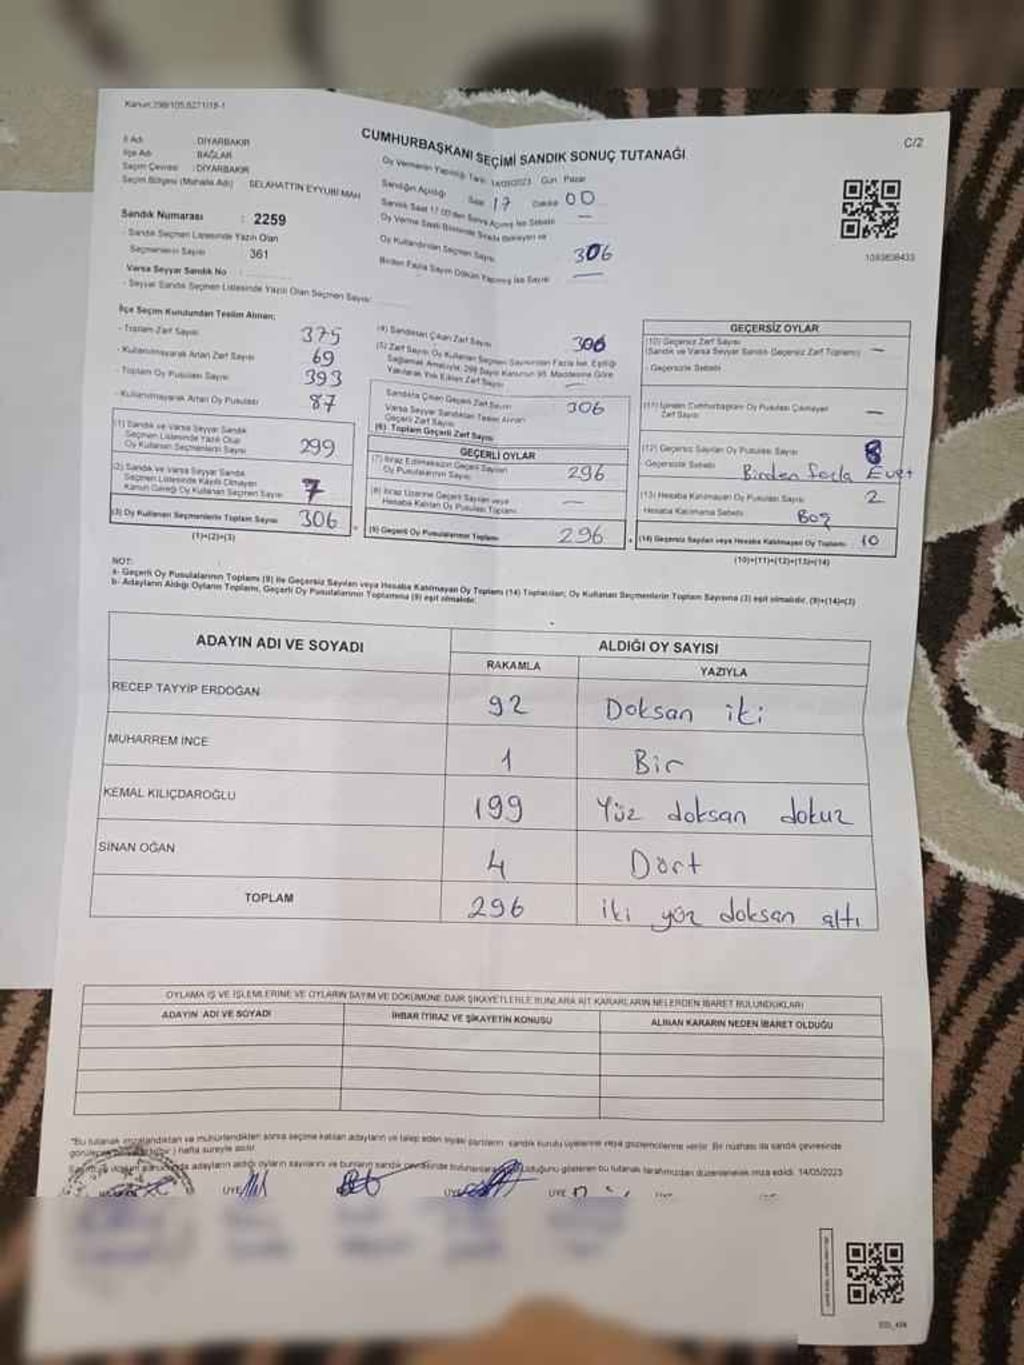 Kanun:298/105,6271/18-1
C/2
CUMHURBAŞKANI SEÇİMİ SANDIK SONUÇ TUTANAĞI
İl Adı DİYARBAKIR
İlçe Adı BAĞLAR
Seçim Çevresi : DİYARBAKIR
Seçim Bölgesi (Mahalle Adı) SELAHATTİN EYYUBİ MAH
Sandık Numarası : 2259
Sandık Seçmen Listesinde Yazılı Olan
Seçmenlerin Sayısı 361
Varsa Seyyar Sandık No :
- Seyyar Sandık Seçmen Listesinde Yazılı Olan Seçmen Sayısı:
Oy Vermenin Yapıldığı Tarih: 14/05/2023 Gün Pazar
Sandığın Açıldığı Saat 17 Dakika 00
Sandık Saat 17.00'den Sonra Açılmış İse Sebebi —
Oy Verme Saati Bitiminde Sırada Bekleyen ve
Oy Kullandırılan Seçmen Sayısı 306
Birden Fazla Sayım Döküm Yapılmış İse Sayısı —
1093838433
İlçe Seçim Kurulundan Teslim Alınan;
- Toplam Zarf Sayısı 375
- Kullanılmayarak Artan Zarf Sayısı 69
- Toplam Oy Pusulası Sayısı 393
- Kullanılmayarak Artan Oy Pusulası 87
(1) Sandık ve Varsa Seyyar Sandık
Seçmen Listesinde Yazılı Olup
Oy Kullanan Seçmenlerin Sayısı 299
(2) Sandık ve Varsa Seyyar Sandık
Seçmen Listesinde Kayıtlı Olmayan
Kanun Gereği Oy Kullanan Seçmen Sayısı 7
(3) Oy Kullanan Seçmenlerin Toplam Sayısı 306
(1)+(2)=(3)
(4) Sandıktan Çıkan Zarf Sayısı 306
(5) Zarf Sayısı Oy Kullanan Seçmen Sayısından Fazla İse, Eşitliği
Sağlamak Amacıyla, 298 Sayılı Kanunun 98. Maddesine Göre
Yakılarak Yok Edilen Zarf Sayısı —
Sandıkta Çıkan Geçerli Zarf Sayısı 306
Varsa Seyyar Sandıktan Teslim Alınan
Geçerli Zarf Sayısı
(6) Toplam Geçerli Zarf Sayısı
GEÇERLİ OYLAR
(7) İtiraz Edilmeksizin Geçerli Sayılan
Oy Pusulalarının Sayısı 296
(8) İtiraz Üzerine Geçerli Sayılan veya
Hesaba Katılan Oy Pusulası Toplamı —
(9) Geçerli Oy Pusulalarının Toplamı 296
GEÇERSİZ OYLAR
(10) Geçersiz Zarf Sayısı —
(Sandık ve Varsa Seyyar Sandık Geçersiz Zarf Toplamı)
Geçersizlik Sebebi :
(11) İçinden Cumhurbaşkanı Oy Pusulası Çıkmayan
Zarf Sayısı —
(12) Geçersiz Sayılan Oy Pusulası Sayısı 8
Geçersizlik Sebebi Birden fazla Evet
(13) Hesaba Katılmayan Oy Pusulası Sayısı 2
Hesaba Katılmama Sebebi Boş
(14) Geçersiz Sayılan veya Hesaba Katılmayan Oy Toplamı 10
(10)+(11)+(12)+(13)=(14)
NOT:
a- Geçerli Oy Pusulalarının Toplamı (9) ile Geçersiz Sayılan veya Hesaba Katılmayan Oy Toplamı (14) Toplamları, Oy Kullanan Seçmenlerin Toplam Sayısına (3) eşit olmalıdır. (9)+(14)=(3)
b- Adayların Aldığı Oyların Toplamı, Geçerli Oy Pusulalarının Toplamına (9) eşit olmalıdır.
ADAYIN ADI VE SOYADI ALDIĞI OY SAYISI
RAKAMLA YAZIYLA
RECEP TAYYİP ERDOĞAN 92 Doksan iki
MUHARREM İNCE 1 Bir
KEMAL KILIÇDAROĞLU 199 Yüz doksan dokuz
SİNAN OĞAN 4 Dört
TOPLAM 296 iki yüz doksan altı
OYLAMA İŞ VE İŞLEMLERİNE VE OYLARIN SAYIM VE DÖKÜMÜNE DAİR ŞİKAYETLERLE BUNLARA AİT KARARLARIN NELERDEN İBARET BULUNDUKLARI
ADAYIN ADI VE SOYADI İHBAR İTİRAZ VE ŞİKAYETİN KONUSU ALINAN KARARIN NEDEN İBARET OLDUĞU
"Bu tutanak imzalandıktan ve mühürlendikten sonra seçime katılan adayların ve talep eden siyasi partilerin sandık kurulu üyelerine veya gözlemcilerine verilir. Bir nüshası da sandık çevresinde
hafta süreyle asılır.
adayların aldığı oyların sayılarını ve bunların sandık çevresinde olduğunu gösteren bu tutanak tarafımızdan düzenlenerek imza edildi. 14/05/2023
ÜYE ÜYE ÜYE